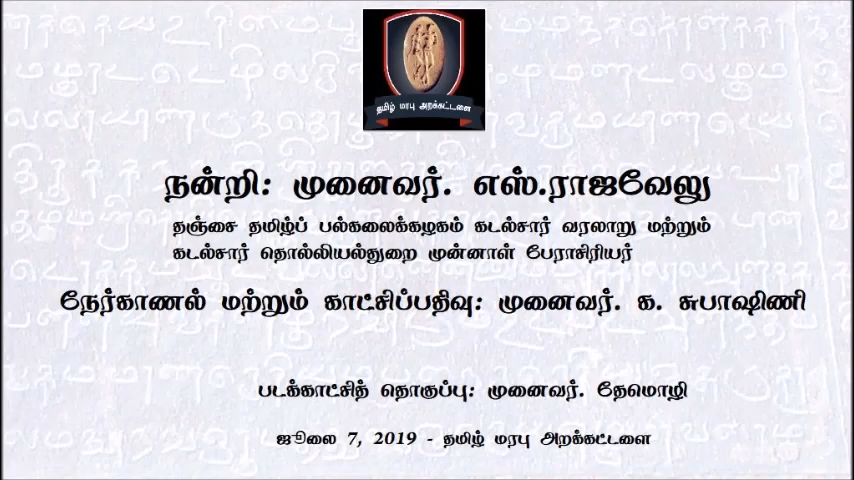 தமிழ் மரபு அறக்கட்டளை
நன்றி: முனைவர். எஸ்.ராஜவேலு
தஞ்சை தமிழ்ப் பல்கலைக்கழகம் கடல்சார் வரலாறு மற்றும்
கடல்சார் தொல்லியல்துறை முன்னாள் பேராசிரியர்
நேர்காணல் மற்றும் காட்சிப்பதிவு: முனைவர். க. சுபாஷிணி
படக்காட்சித் தொகுப்பு: முனைவர். தேமொழி
ஜூலை 7, 2019 - தமிழ் மரபு அறக்கட்டளை